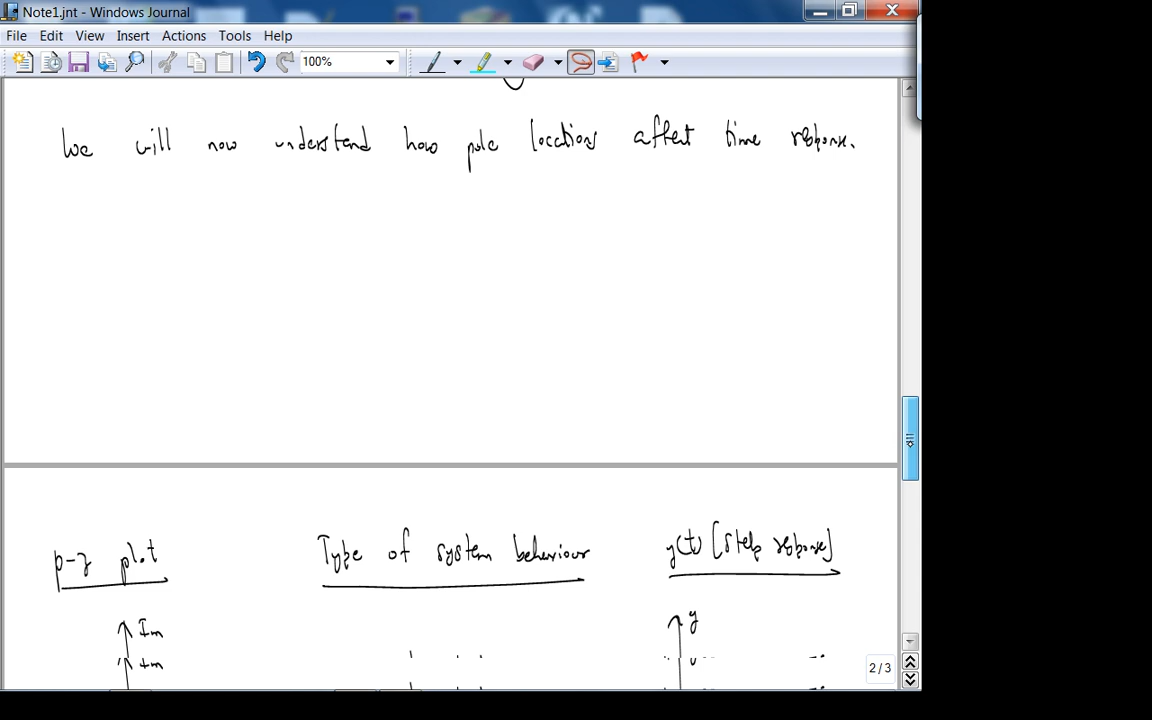 Note1.jnt - Windows Journal
File Edit View Insert Actions Tools Help
100%
We will now understand how pole locations affect time response.
p-z plot Type of system behaviour y(t) [step response]
Im y
Im
2 / 3